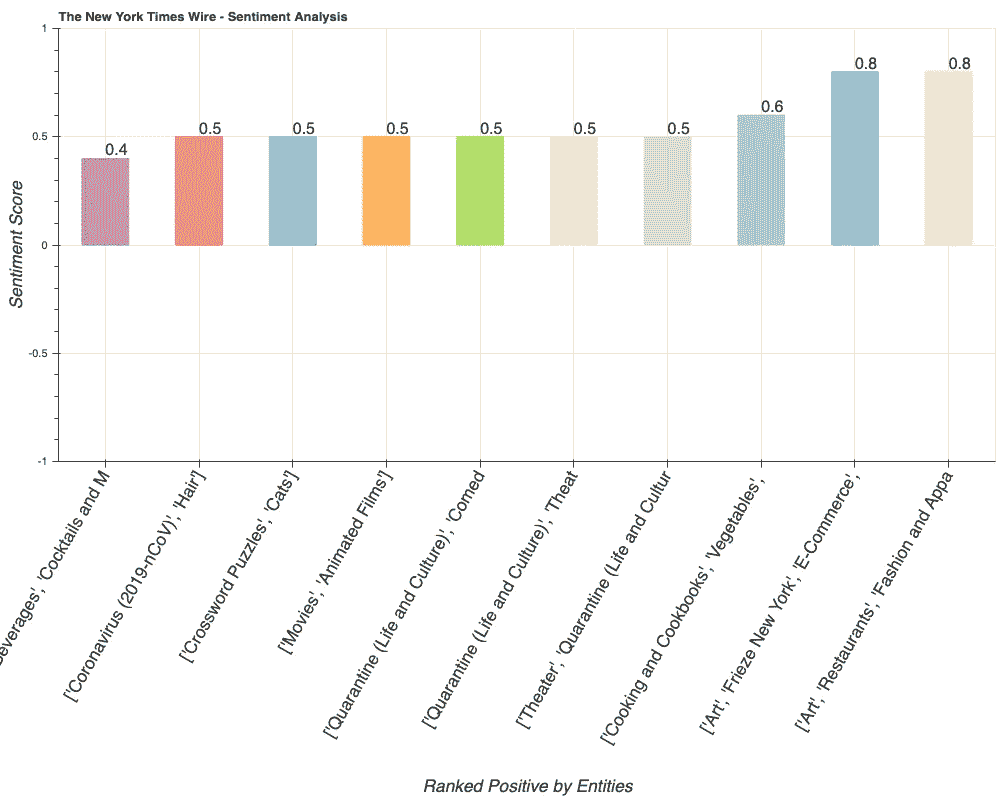 The New York Times Wire - Sentiment Analysis
1
0.5
0
-0.5
-1
Sentiment Score
0.4
0.5
0.5
0.5
0.5
0.5
0.5
0.6
0.8
0.8
everages', 'Cocktails and M
['Coronavirus (2019-nCoV)', 'Hair']
['Crossword Puzzles', 'Cats']
['Movies', 'Animated Films']
['Quarantine (Life and Culture)', 'Comed
['Quarantine (Life and Culture)', 'Theat
['Theater', 'Quarantine (Life and Cultur
['Cooking and Cookbooks', 'Vegetables',
['Art', 'Frieze New York', 'E-Commerce',
['Art', 'Restaurants', 'Fashion and Appa
Ranked Positive by Entities